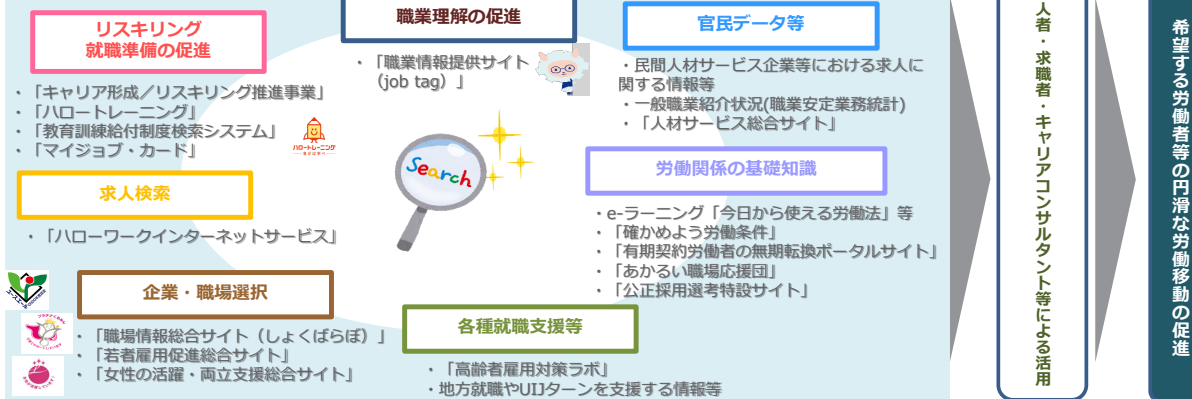 リスキリング
就職準備の促進
・「キャリア形成／リスキリング推進事業」
・「ハロートレーニング」
・「教育訓練給付制度検索システム」
・「マイジョブ・カード」
ハロートレーニング
職業理解の促進
・「職業情報提供サイト
（job tag）」
官民データ等
・民間人材サービス企業等における求人に
関する情報等
・一般職業紹介状況(職業安定業務統計)
・「人材サービス総合サイト」
Search
求人検索
・「ハローワークインターネットサービス」
労働関係の基礎知識
・e-ラーニング「今日から使える労働法」等
・「確かめよう労働条件」
・「有期契約労働者の無期転換ポータルサイト」
・「あかるい職場応援団」
・「公正採用選考特設サイト」
企業・職場選択
・「職場情報総合サイト（しょくばらぼ）」
・「若者雇用促進総合サイト」
・「女性の活躍・両立支援総合サイト」
各種就職支援等
・「高齢者雇用対策ラボ」
・地方就職やUIJターンを支援する情報等
人者・求職者・キャリアコンサルタント等による活用
希望する労働者等の円滑な労働移動の促進